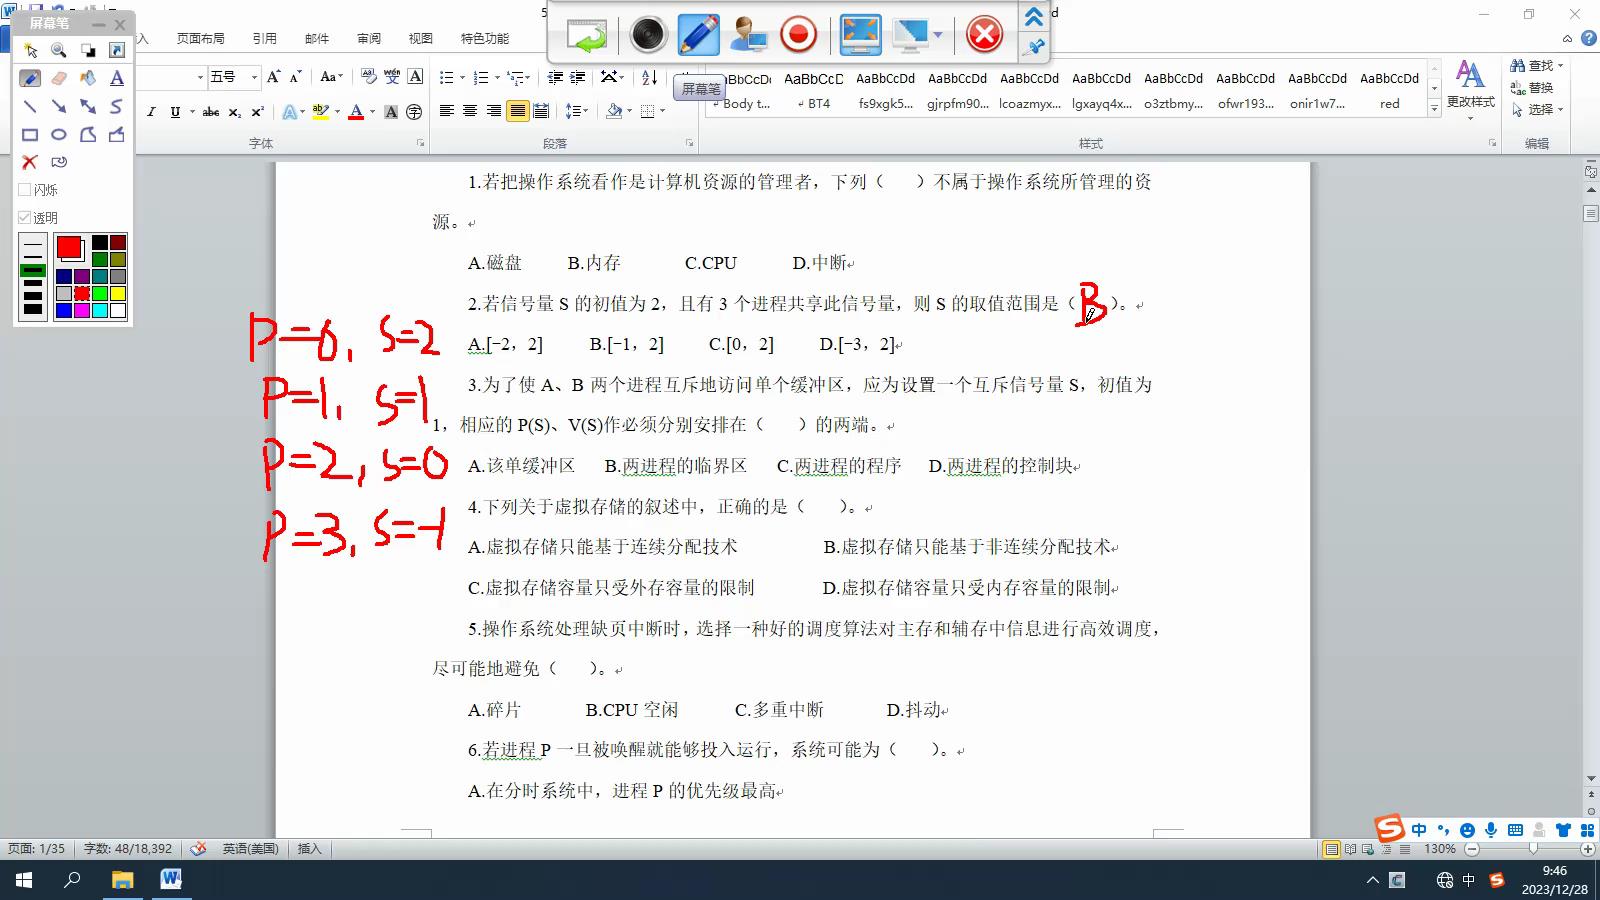 屏幕笔
闪烁
透明
页面布局
引用
邮件
审阅
视图
特色功能
五号
字体
段落
屏幕笔
AaBbCcDc
AaBbCcD
AaBbCcDd
AaBbCcDd
AaBbCcDd
AaBbCcDd
AaBbCcDd
AaBbCcDd
AaBbCcDd
AaBbCcDd
Body t...
BT4
fs9xgk5...
gjrpfm90...
lcoazmyx...
lgxayq4x...
o3ztbmy...
ofwr193...
onir1w7...
red
更改样式
样式
查找
替换
选择
编辑
1.若把操作系统看作是计算机资源的管理者，下列（ ）不属于操作系统所管理的资
源。
A.磁盘 B.内存 C.CPU D.中断
2.若信号量 S 的初值为 2，且有 3 个进程共享此信号量，则 S 的取值范围是（B）。
A.[−2，2] B.[−1，2] C.[0，2] D.[−3，2]
3.为了使 A、B 两个进程互斥地访问单个缓冲区，应为设置一个互斥信号量 S，初值为
1，相应的 P(S)、V(S)作必须分别安排在（ ）的两端。
A.该单缓冲区 B.两进程的临界区 C.两进程的程序 D.两进程的控制块
4.下列关于虚拟存储的叙述中，正确的是（ ）。
A.虚拟存储只能基于连续分配技术 B.虚拟存储只能基于非连续分配技术
C.虚拟存储容量只受外存容量的限制 D.虚拟存储容量只受内存容量的限制
5.操作系统处理缺页中断时，选择一种好的调度算法对主存和辅存中信息进行高效调度，
尽可能地避免（ ）。
A.碎片 B.CPU 空闲 C.多重中断 D.抖动
6.若进程 P 一旦被唤醒就能够投入运行，系统可能为（ ）。
A.在分时系统中，进程 P 的优先级最高
P=0, S=2
P=1, S=1
P=2, S=0
P=3, S=-1
页面: 1/35
字数: 48/18,392
英语(美国)
插入
130%
中
中
9:46
2023/12/28